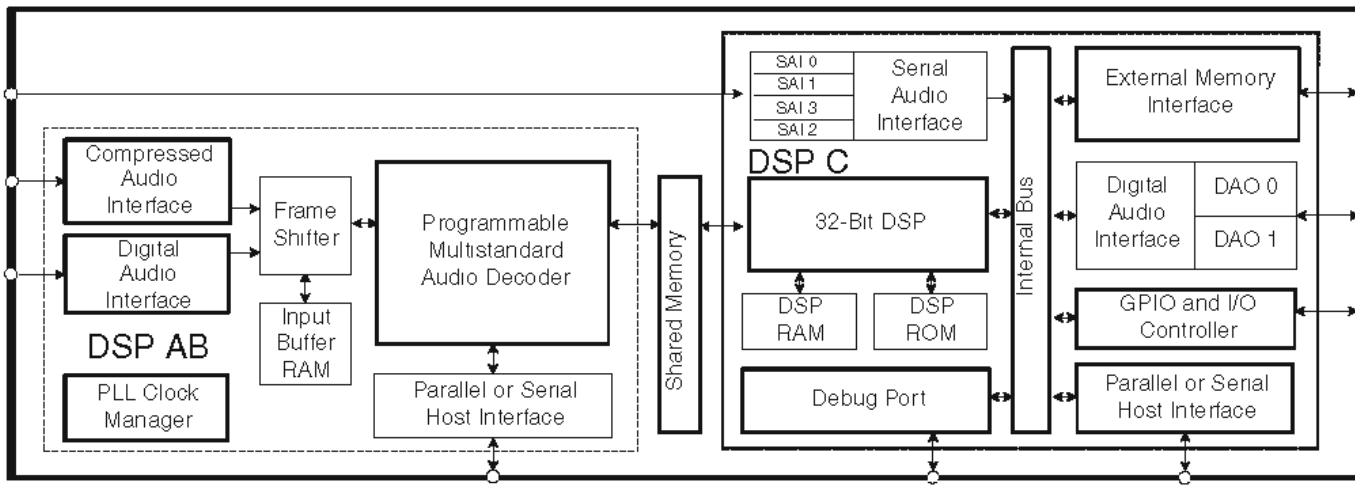 SAI 0
SAI 1
SAI 3
SAI 2
Serial
Audio
Interface
External Memory
Interface
Compressed
Audio
Interface
Digital
Audio
Interface
DSP AB
PLL Clock
Manager
Frame
Shifter
Input
Buffer
RAM
Programmable
Multistandard
Audio Decoder
Parallel or Serial
Host Interface
Shared Memory
DSP C
32-Bit DSP
DSP
RAM
DSP
ROM
Debug Port
Internal Bus
Digital
Audio
Interface
DAO 0
DAO 1
GPIO and I/O
Controller
Parallel or Serial
Host Interface